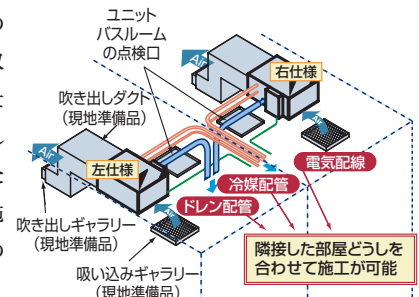 ユニット
バスルーム
の点検口
Air
右仕様
吹き出しダクト
(現地準備品)
Air
Air
左仕様
電気配線
冷媒配管
ドレン配管
Air
吹き出しギャラリー
(現地準備品)
吸い込みギャラリー
(現地準備品)
隣接した部屋どうしを
合わせて施工が可能